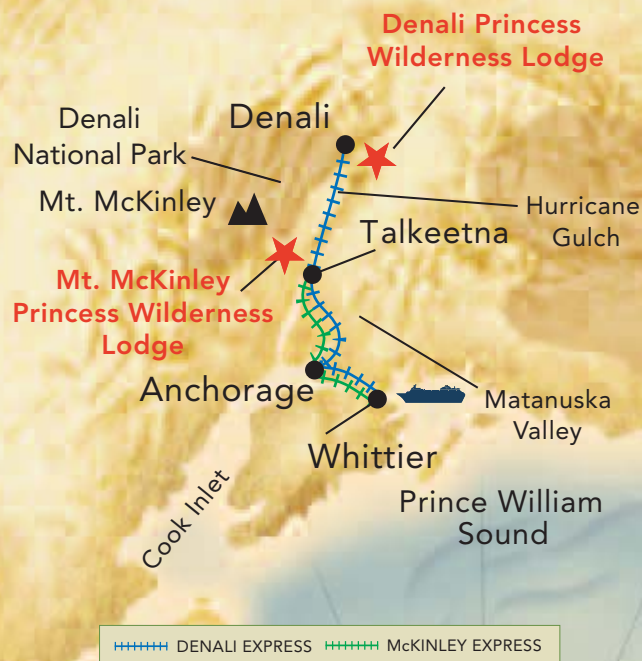 Denali Princess
Wilderness Lodge
Denali
Denali
National Park
Mt. McKinley
Hurricane
Gulch
Talkeetna
Mt. McKinley
Princess Wilderness
Lodge
Anchorage
Matanuska
Valley
Whittier
Prince William
Sound
Cook Inlet
DENALI EXPRESS McKINLEY EXPRESS